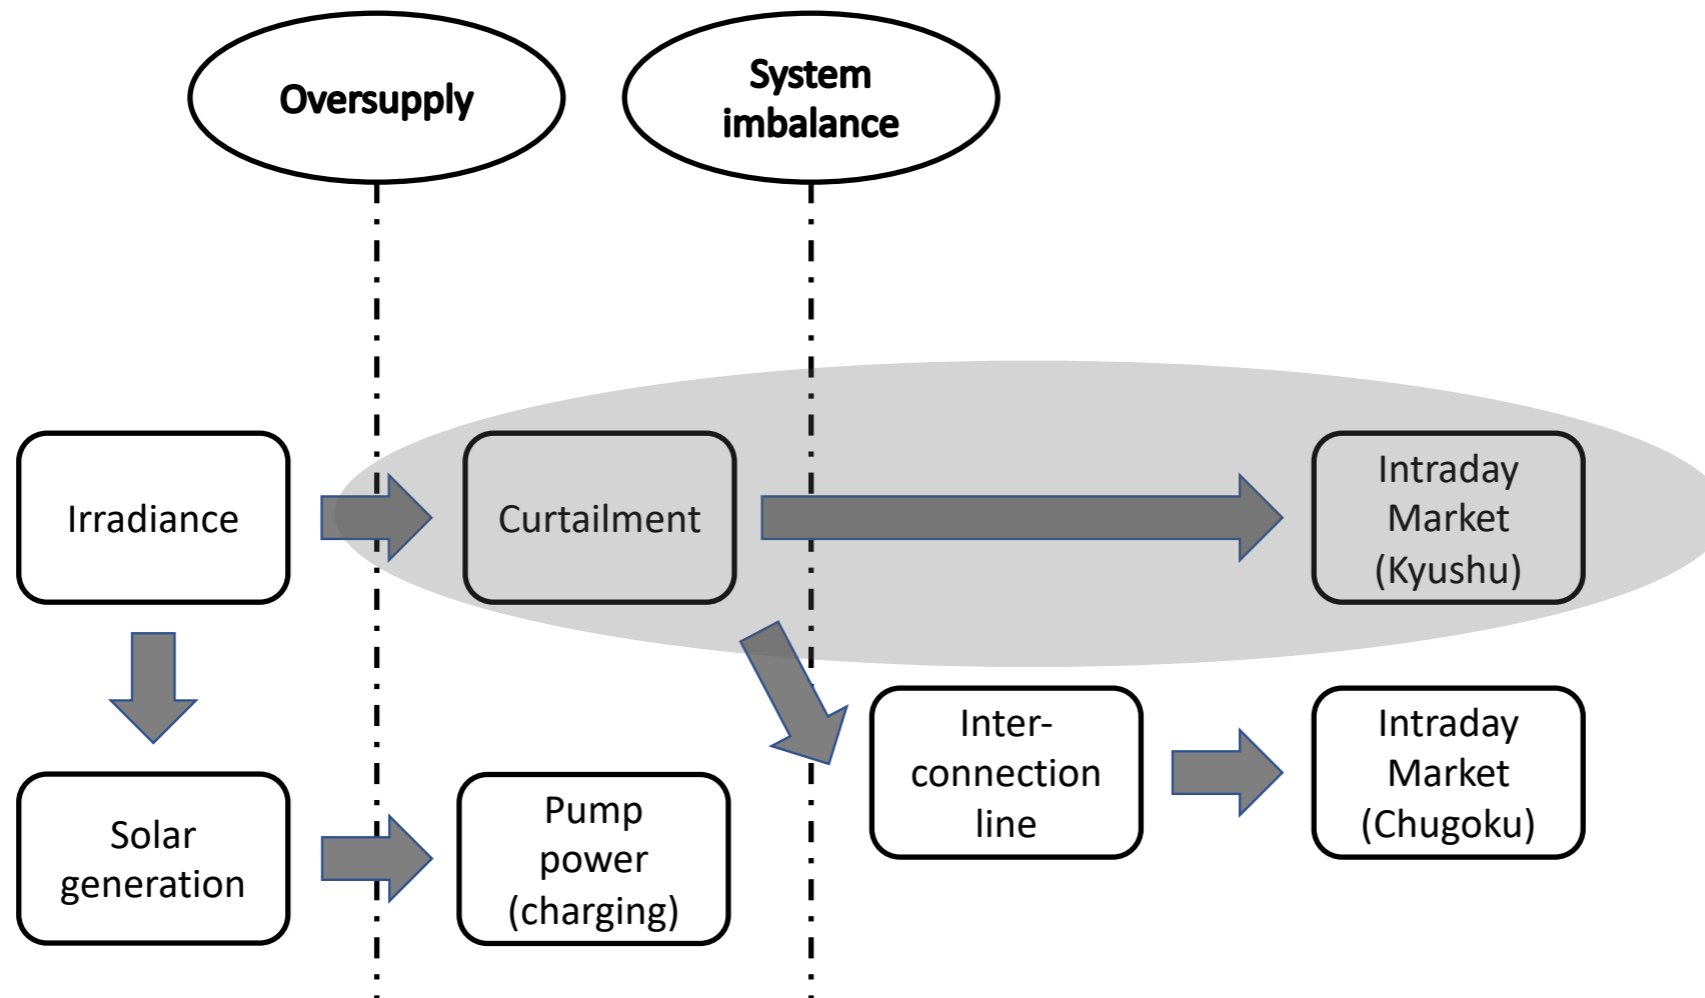 Oversupply
System
imbalance
Irradiance
Curtailment
Intraday
Market
(Kyushu)
Solar
generation
Pump
power
(charging)
Inter-
connection
line
Intraday
Market
(Chugoku)